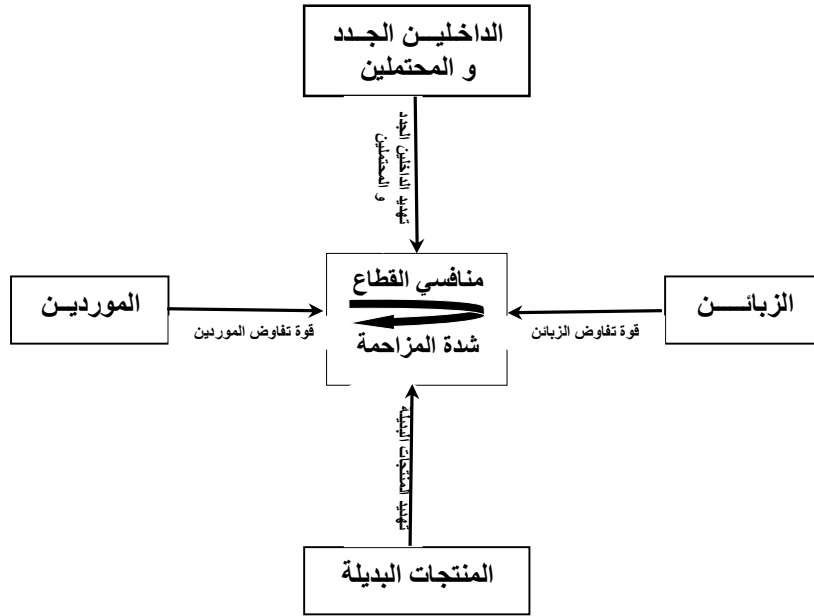 الداخليــن الجــدد
و المحتملين
تهديد الداخلين الجدد
و المحتملين
منافسي القطاع
شدة المزاحمة
الزبائــــن
قوة تفاوض الزبائن
المورديـن
قوة تفاوض الموردين
تهديد المنتجات البديلة
المنتجات البديلة